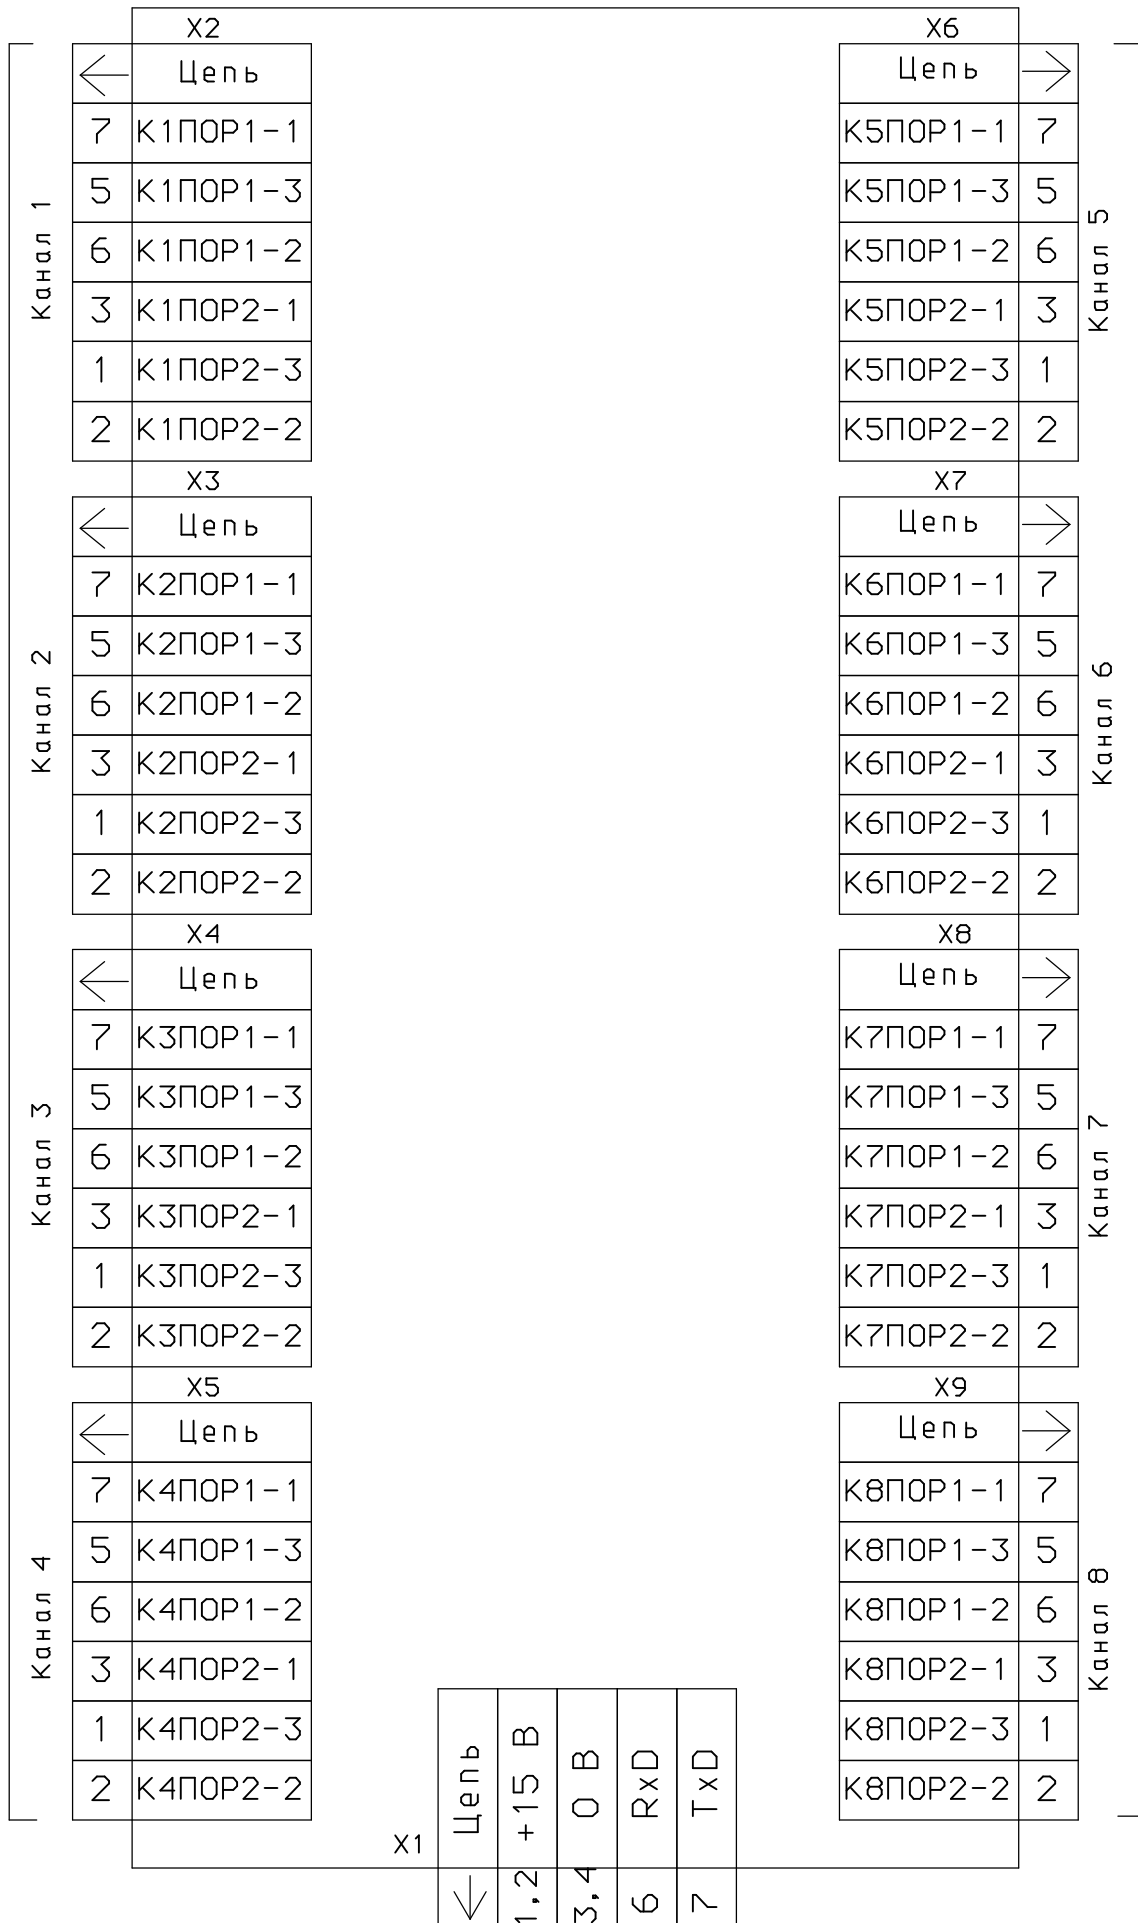 X2
Цепь
7 К1ПОР1-1
5 К1ПОР1-3
6 К1ПОР1-2
3 К1ПОР2-1
1 К1ПОР2-3
2 К1ПОР2-2
Канал 1
X3
Цепь
7 К2ПОР1-1
5 К2ПОР1-3
6 К2ПОР1-2
3 К2ПОР2-1
1 К2ПОР2-3
2 К2ПОР2-2
Канал 2
X4
Цепь
7 К3ПОР1-1
5 К3ПОР1-3
6 К3ПОР1-2
3 К3ПОР2-1
1 К3ПОР2-3
2 К3ПОР2-2
Канал 3
X5
Цепь
7 К4ПОР1-1
5 К4ПОР1-3
6 К4ПОР1-2
3 К4ПОР2-1
1 К4ПОР2-3
2 К4ПОР2-2
Канал 4
X6
Цепь
К5ПОР1-1 7
К5ПОР1-3 5
К5ПОР1-2 6
К5ПОР2-1 3
К5ПОР2-3 1
К5ПОР2-2 2
Канал 5
X7
Цепь
К6ПОР1-1 7
К6ПОР1-3 5
К6ПОР1-2 6
К6ПОР2-1 3
К6ПОР2-3 1
К6ПОР2-2 2
Канал 6
X8
Цепь
К7ПОР1-1 7
К7ПОР1-3 5
К7ПОР1-2 6
К7ПОР2-1 3
К7ПОР2-3 1
К7ПОР2-2 2
Канал 7
X9
Цепь
К8ПОР1-1 7
К8ПОР1-3 5
К8ПОР1-2 6
К8ПОР2-1 3
К8ПОР2-3 1
К8ПОР2-2 2
Канал 8
X1
Цепь
1,2 +15 В
3,4 0 В
6 RxD
7 TxD